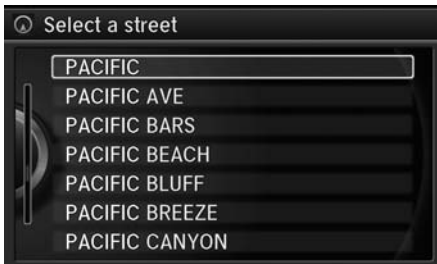 Select a street
PACIFIC
PACIFIC AVE
PACIFIC BARS
PACIFIC BEACH
PACIFIC BLUFF
PACIFIC BREEZE
PACIFIC CANYON